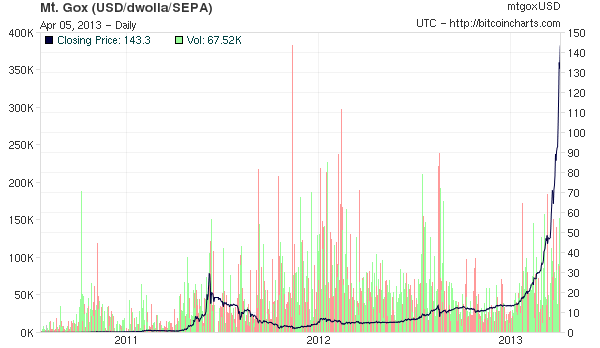 Mt. Gox (USD/dwolla/SEPA)
mtgoxUSD
Apr 05, 2013 – Daily
UTC - http://bitcoincharts.com
Closing Price: 143.3
Vol: 67.52K
400K
350K
300K
250K
200K
150K
100K
50K
0K
150
140
130
120
110
100
90
80
70
60
50
40
30
20
10
0
2011
2012
2013